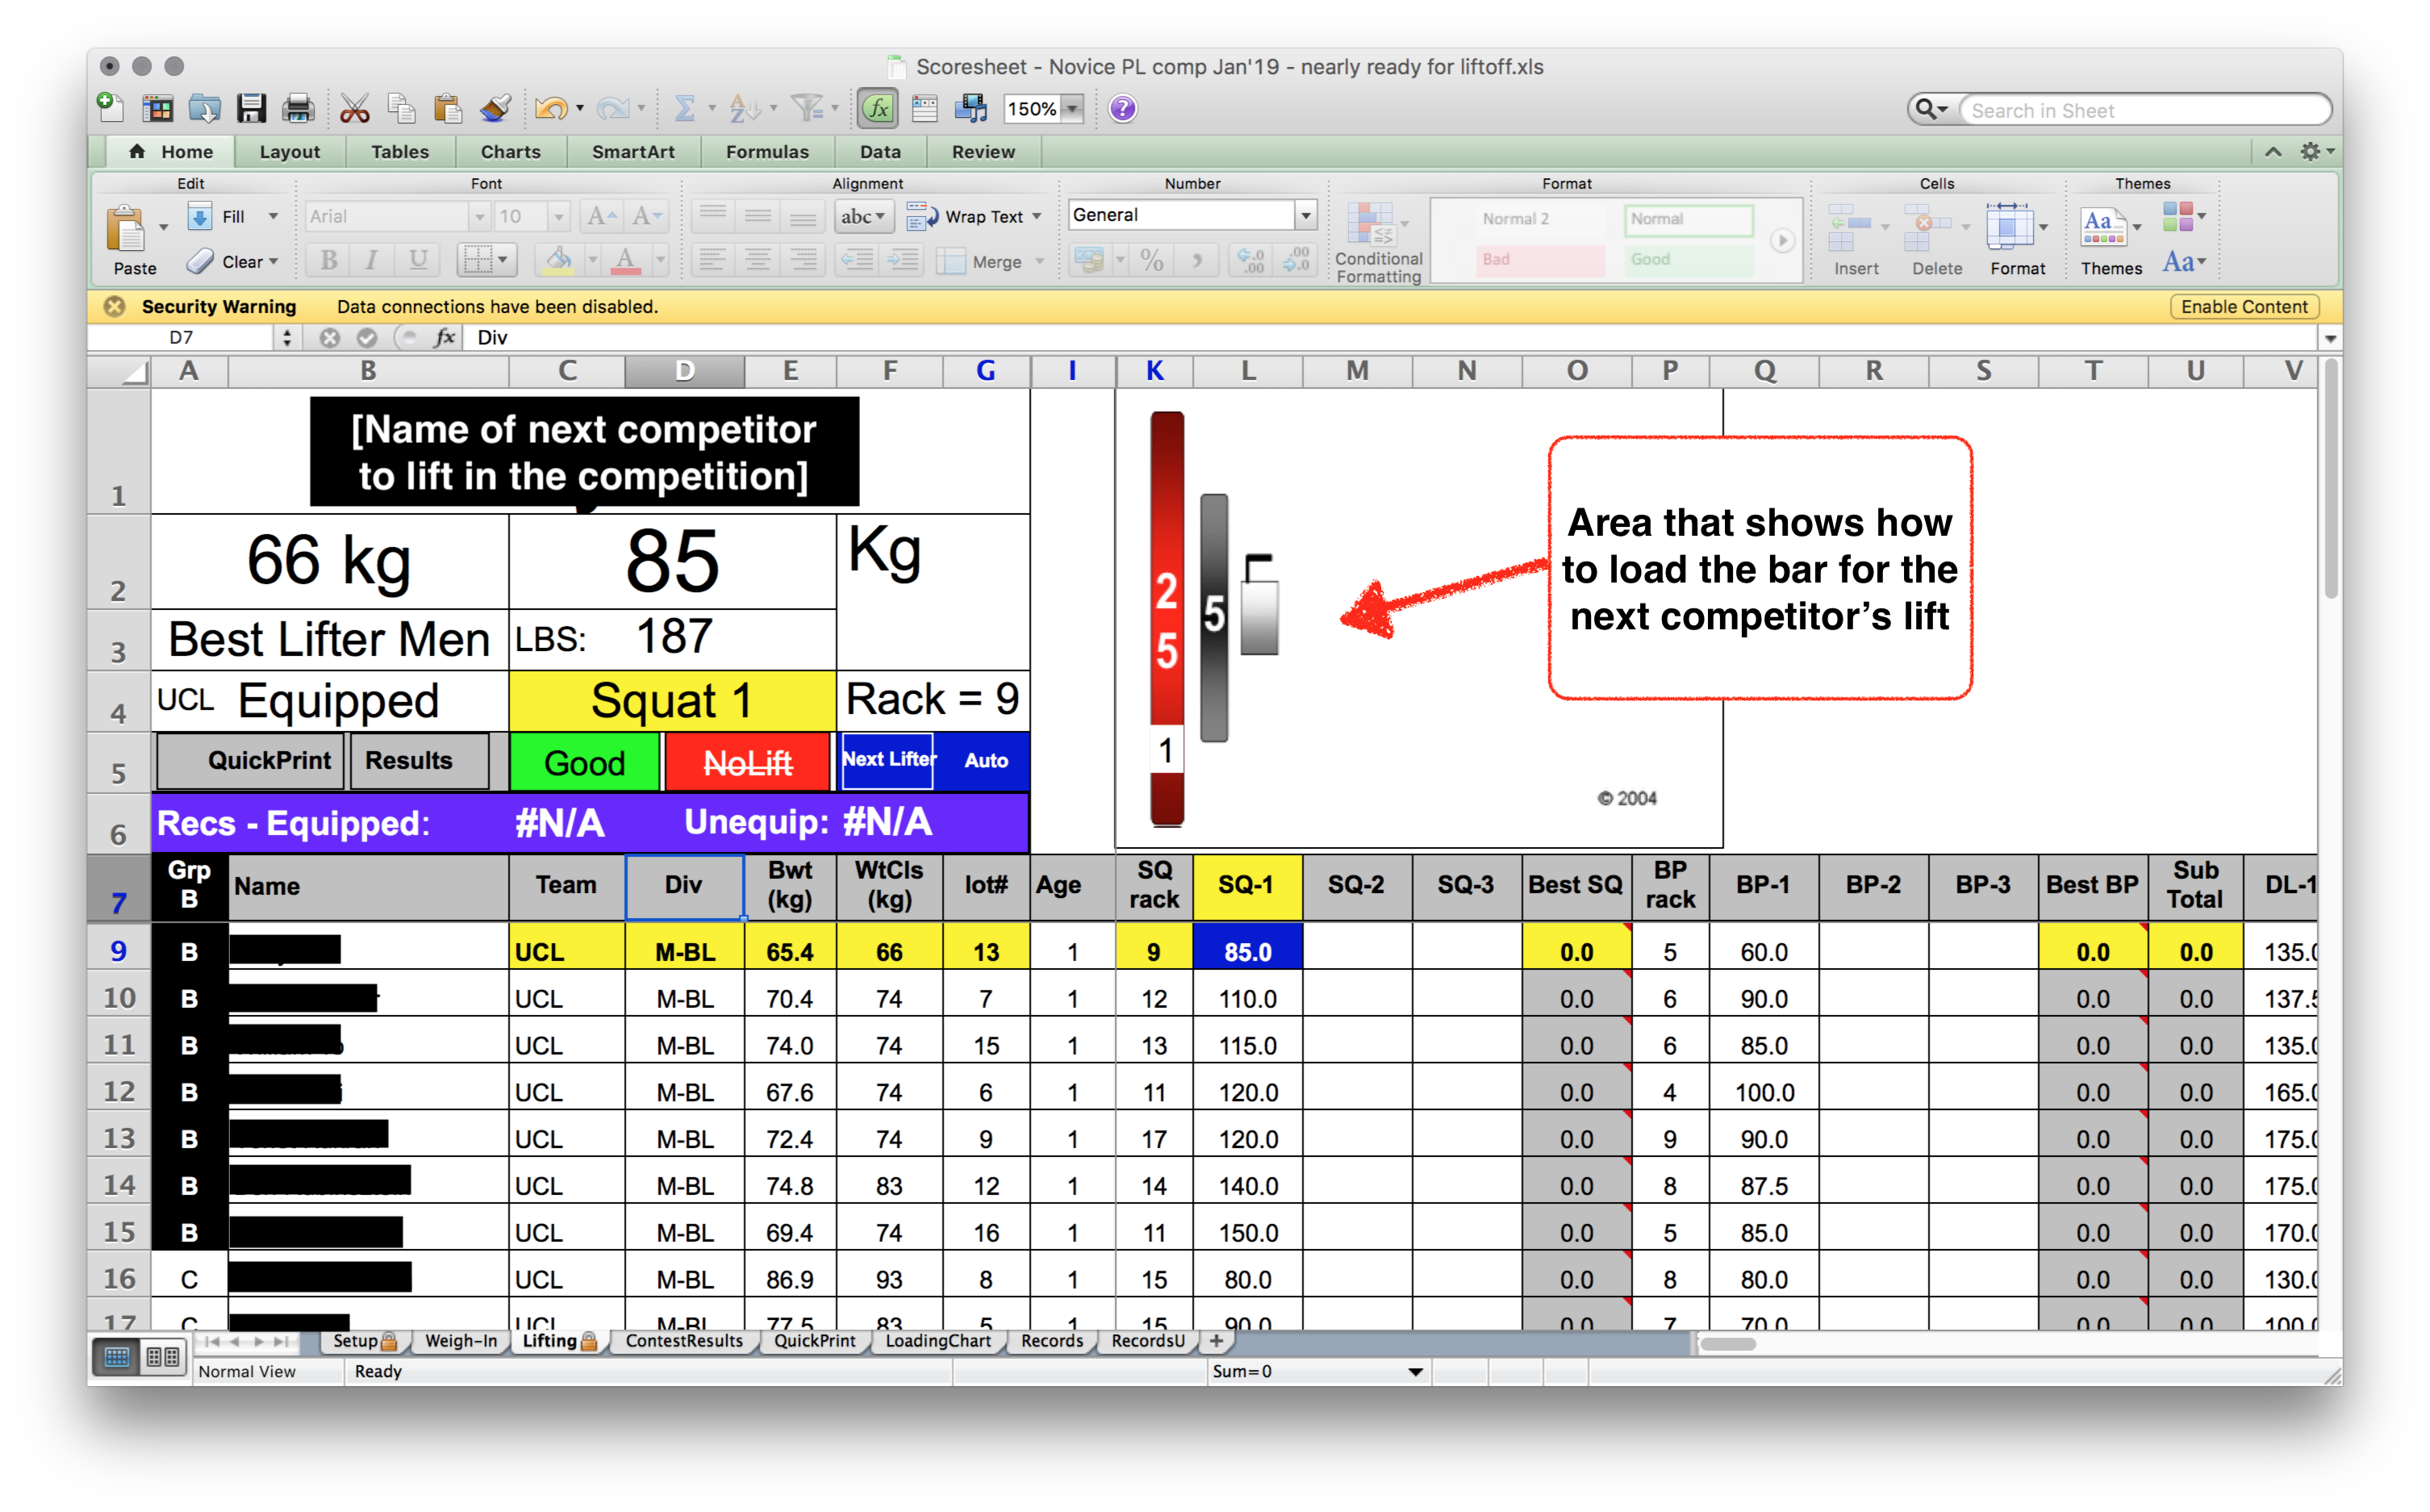 Scoresheet - Novice PL comp Jan'19 - nearly ready for liftoff.xls
150% ? Search in Sheet
Home Layout Tables Charts SmartArt Formulas Data Review
Edit Font Alignment Number Format Cells Themes
Fill Arial 10 A A abc Wrap Text General Normal 2 Normal Aa
Paste Clear B I U A Merge % Conditional Formatting Bad Good Insert Delete Format Themes Aa
Security Warning Data connections have been disabled. Enable Content
D7 fx Div
A B C D E F G I K L M N O P Q R S T U V
1 [Name of next competitor
to lift in the competition]
2 66 kg 85 Kg
3 Best Lifter Men LBS: 187
4 UCL Equipped Squat 1 Rack = 9
5 QuickPrint Results Good NoLift Next Lifter Auto
6 Recs - Equipped: #N/A Unequip: #N/A
25
1
5
Area that shows how
to load the bar for the
next competitor's lift
© 2004
7 Grp B Name Team Div Bwt (kg) WtCls (kg) lot# Age SQ rack SQ-1 SQ-2 SQ-3 Best SQ BP rack BP-1 BP-2 BP-3 Best BP Sub Total DL-1
9 B UCL M-BL 65.4 66 13 1 9 85.0 0.0 5 60.0 0.0 0.0 135.0
10 B UCL M-BL 70.4 74 7 1 12 110.0 0.0 6 90.0 0.0 0.0 137.5
11 B UCL M-BL 74.0 74 15 1 13 115.0 0.0 6 85.0 0.0 0.0 135.0
12 B UCL M-BL 67.6 74 6 1 11 120.0 0.0 4 100.0 0.0 0.0 165.0
13 B UCL M-BL 72.4 74 9 1 17 120.0 0.0 9 90.0 0.0 0.0 175.0
14 B UCL M-BL 74.8 83 12 1 14 140.0 0.0 8 87.5 0.0 0.0 175.0
15 B UCL M-BL 69.4 74 16 1 11 150.0 0.0 5 85.0 0.0 0.0 170.0
16 C UCL M-BL 86.9 93 8 1 15 80.0 0.0 8 80.0 0.0 0.0 130.0
17 C UCL M-BL 77.5 83 5 1 15 90.0 0.0 7 70.0 0.0 0.0 100.0
Setup Weigh-In Lifting ContestResults QuickPrint LoadingChart Records RecordsU +
Normal View Ready Sum=0